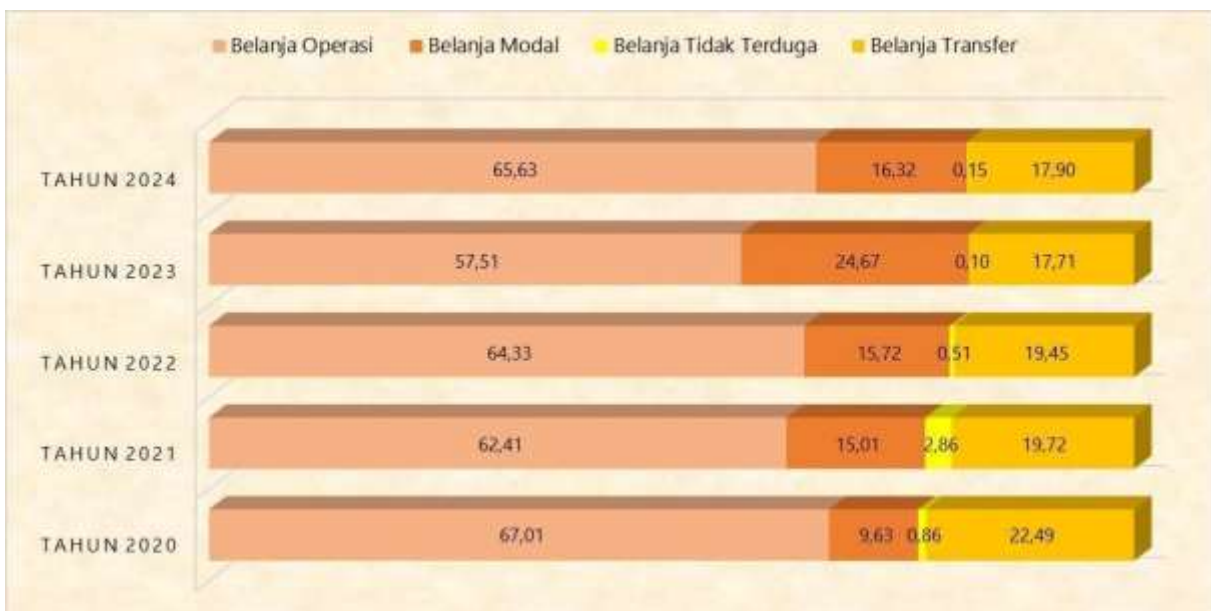 Belanja Operasi Belanja Modal Belanja Tidak Terduga Belanja Transfer
TAHUN 2024 65,63 16,32 0,15 17,90
TAHUN 2023 57,51 24,67 0,10 17,71
TAHUN 2022 64,33 15,72 0,51 19,45
TAHUN 2021 62,41 15,01 2,86 19,72
TAHUN 2020 67,01 9,63 0,86 22,49